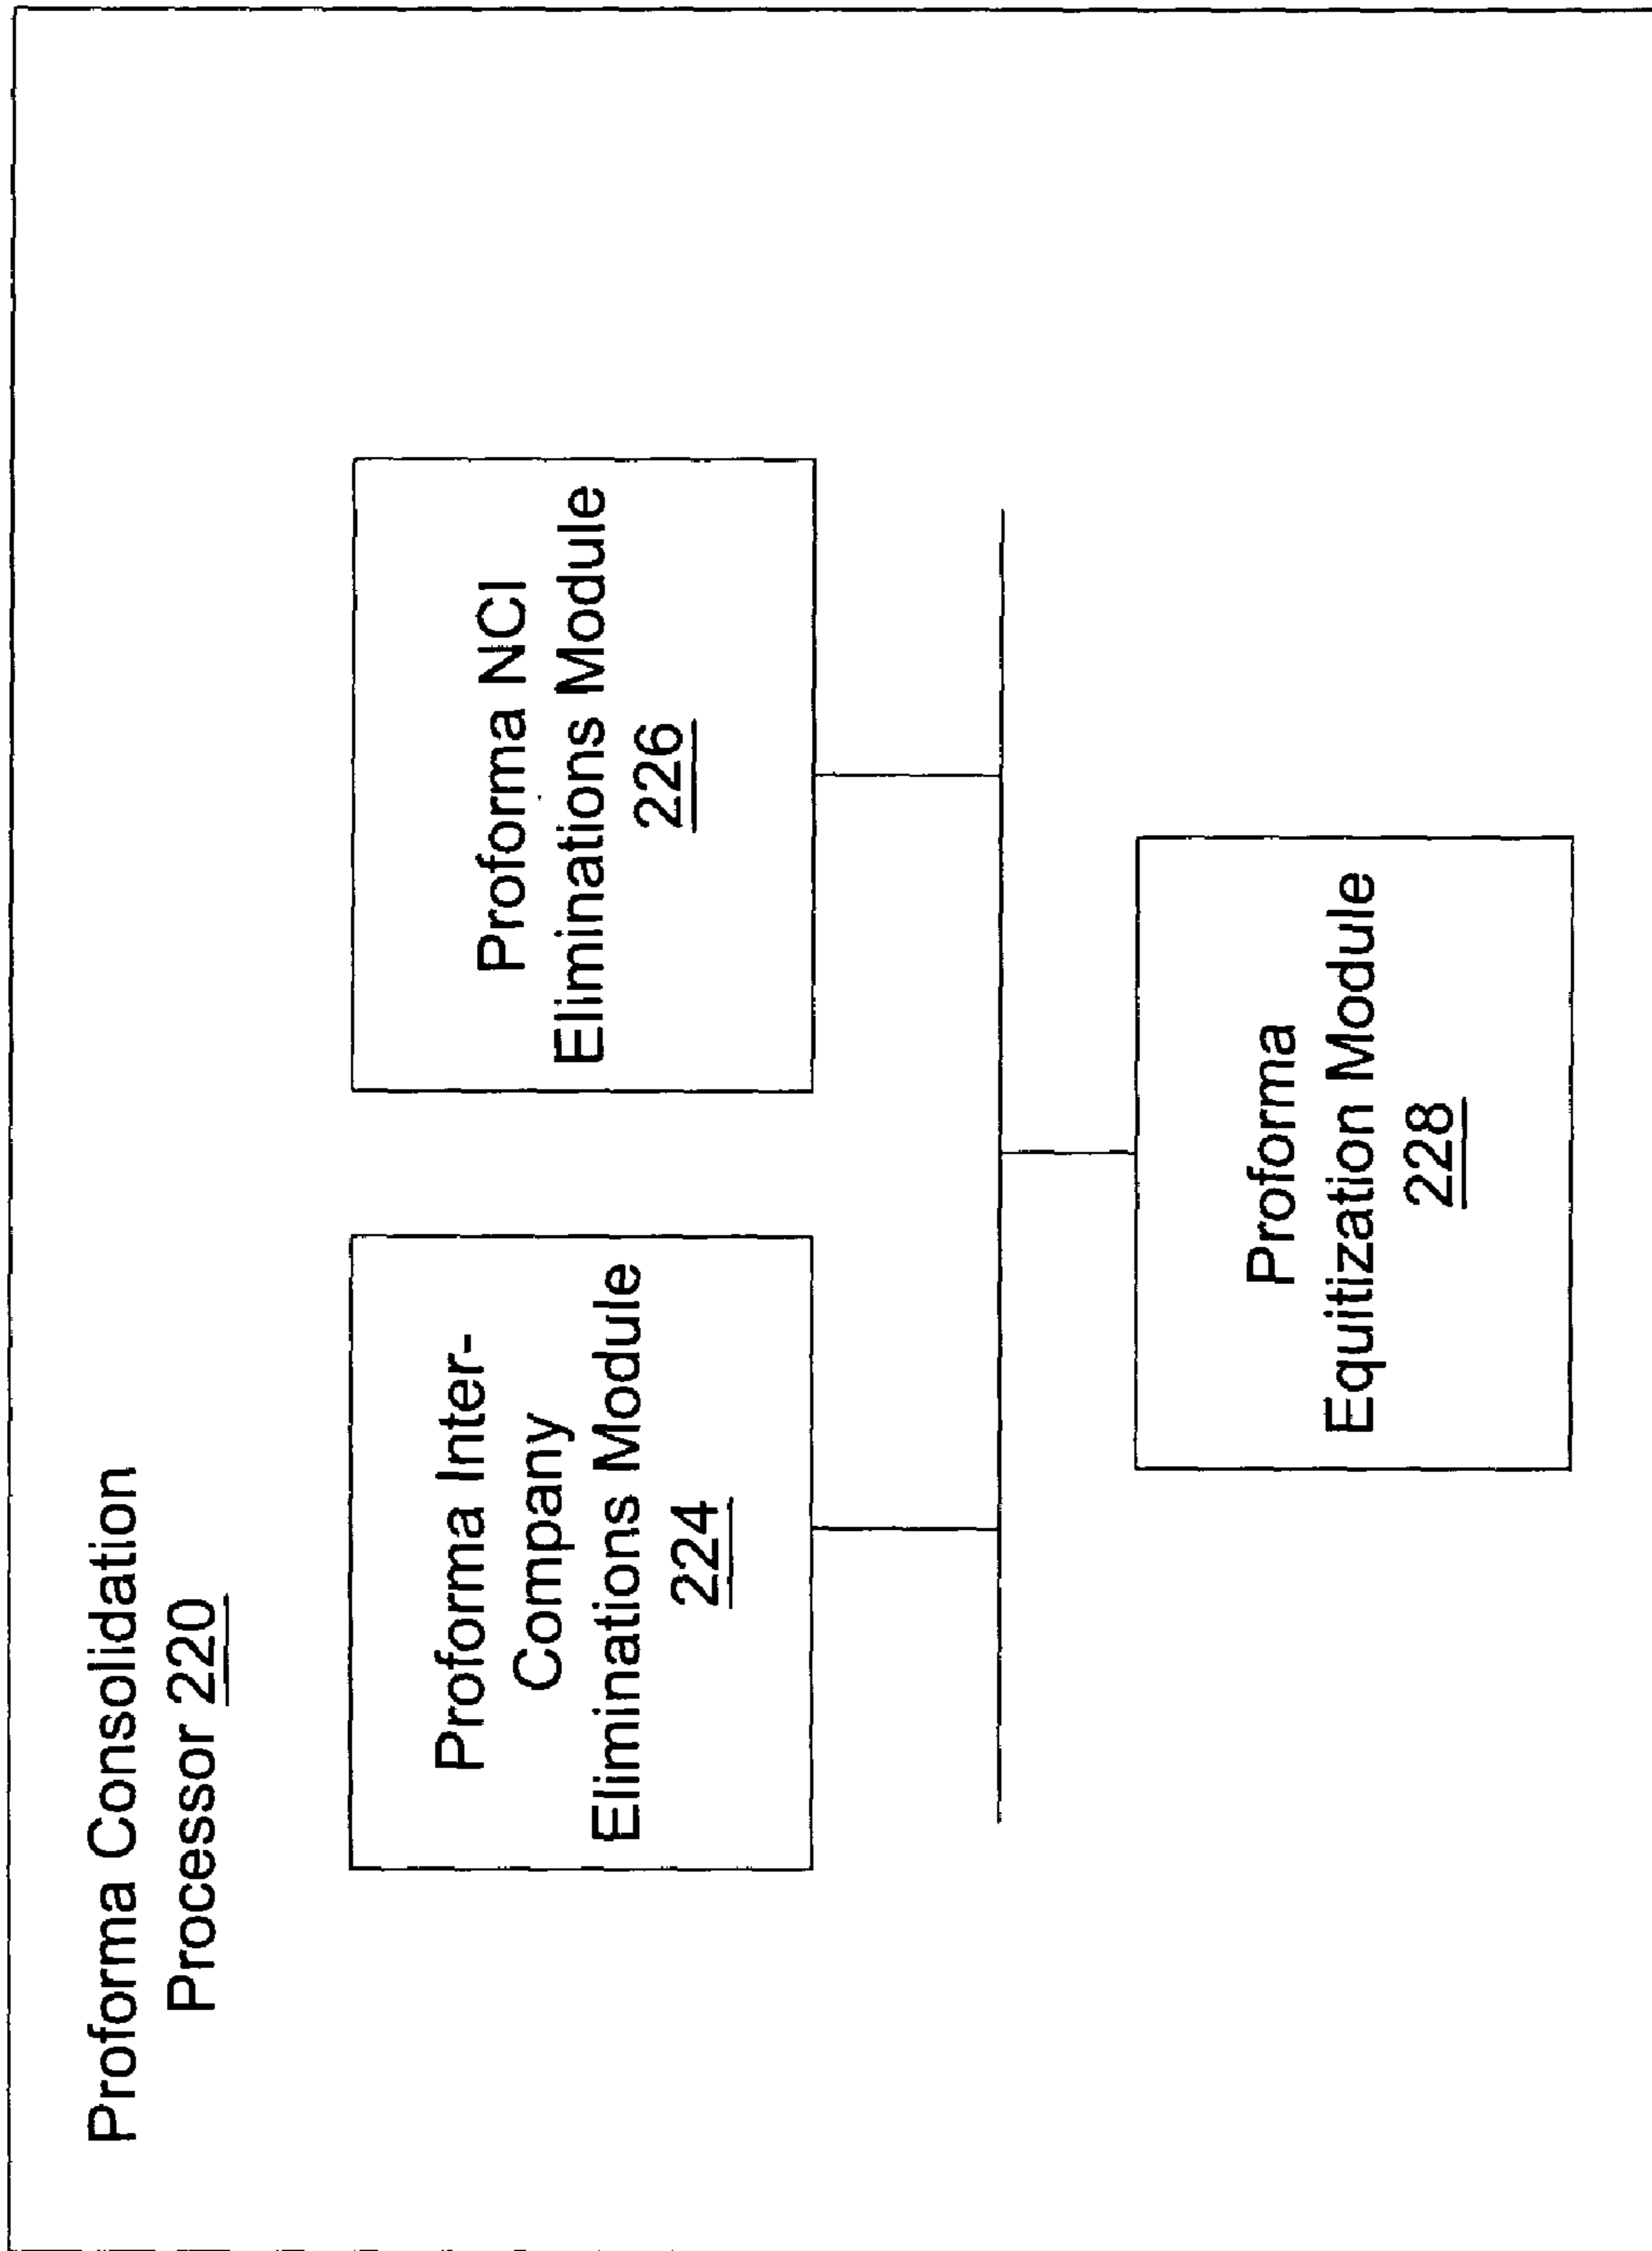 Proforma Consolidation
Processor 220
Proforma Inter-
Company
Eliminations Module
224
Proforma NCI
Eliminations Module
226
Proforma
Equitization Module
228